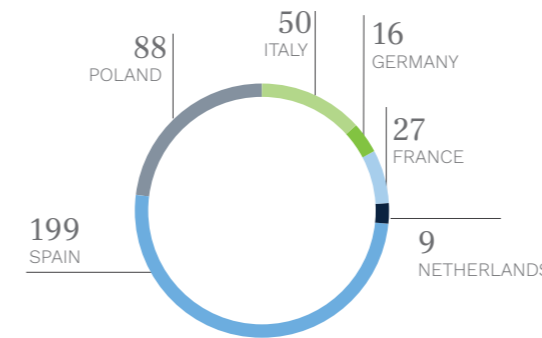 50
ITALY
16
GERMANY
88
POLAND
27
FRANCE
199
SPAIN
9
NETHERLANDS